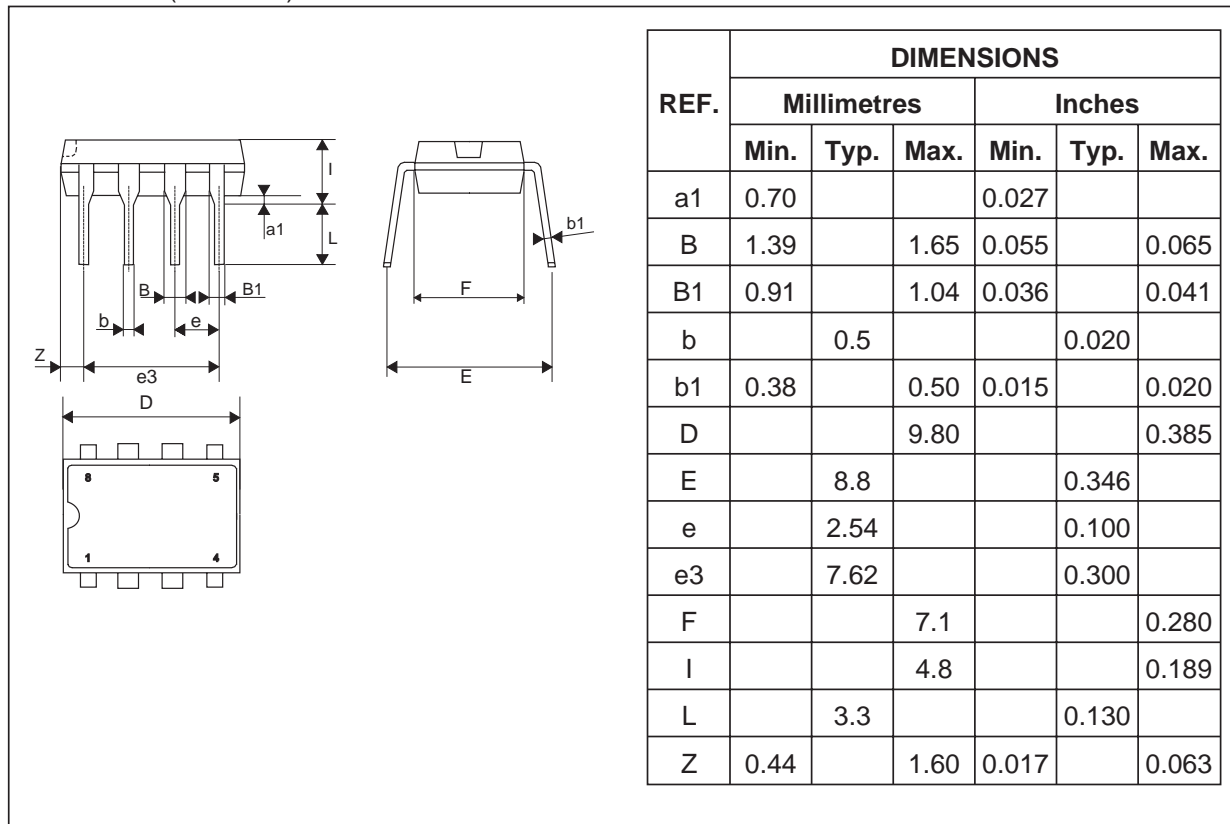 I
a1
L
b1
B
B1
F
b
e
Z
e3
E
D
8 5
1 4
REF. DIMENSIONS
Millimetres Inches
Min. Typ. Max. Min. Typ. Max.
a1 0.70 0.027
B 1.39 1.65 0.055 0.065
B1 0.91 1.04 0.036 0.041
b 0.5 0.020
b1 0.38 0.50 0.015 0.020
D 9.80 0.385
E 8.8 0.346
e 2.54 0.100
e3 7.62 0.300
F 7.1 0.280
I 4.8 0.189
L 3.3 0.130
Z 0.44 1.60 0.017 0.063